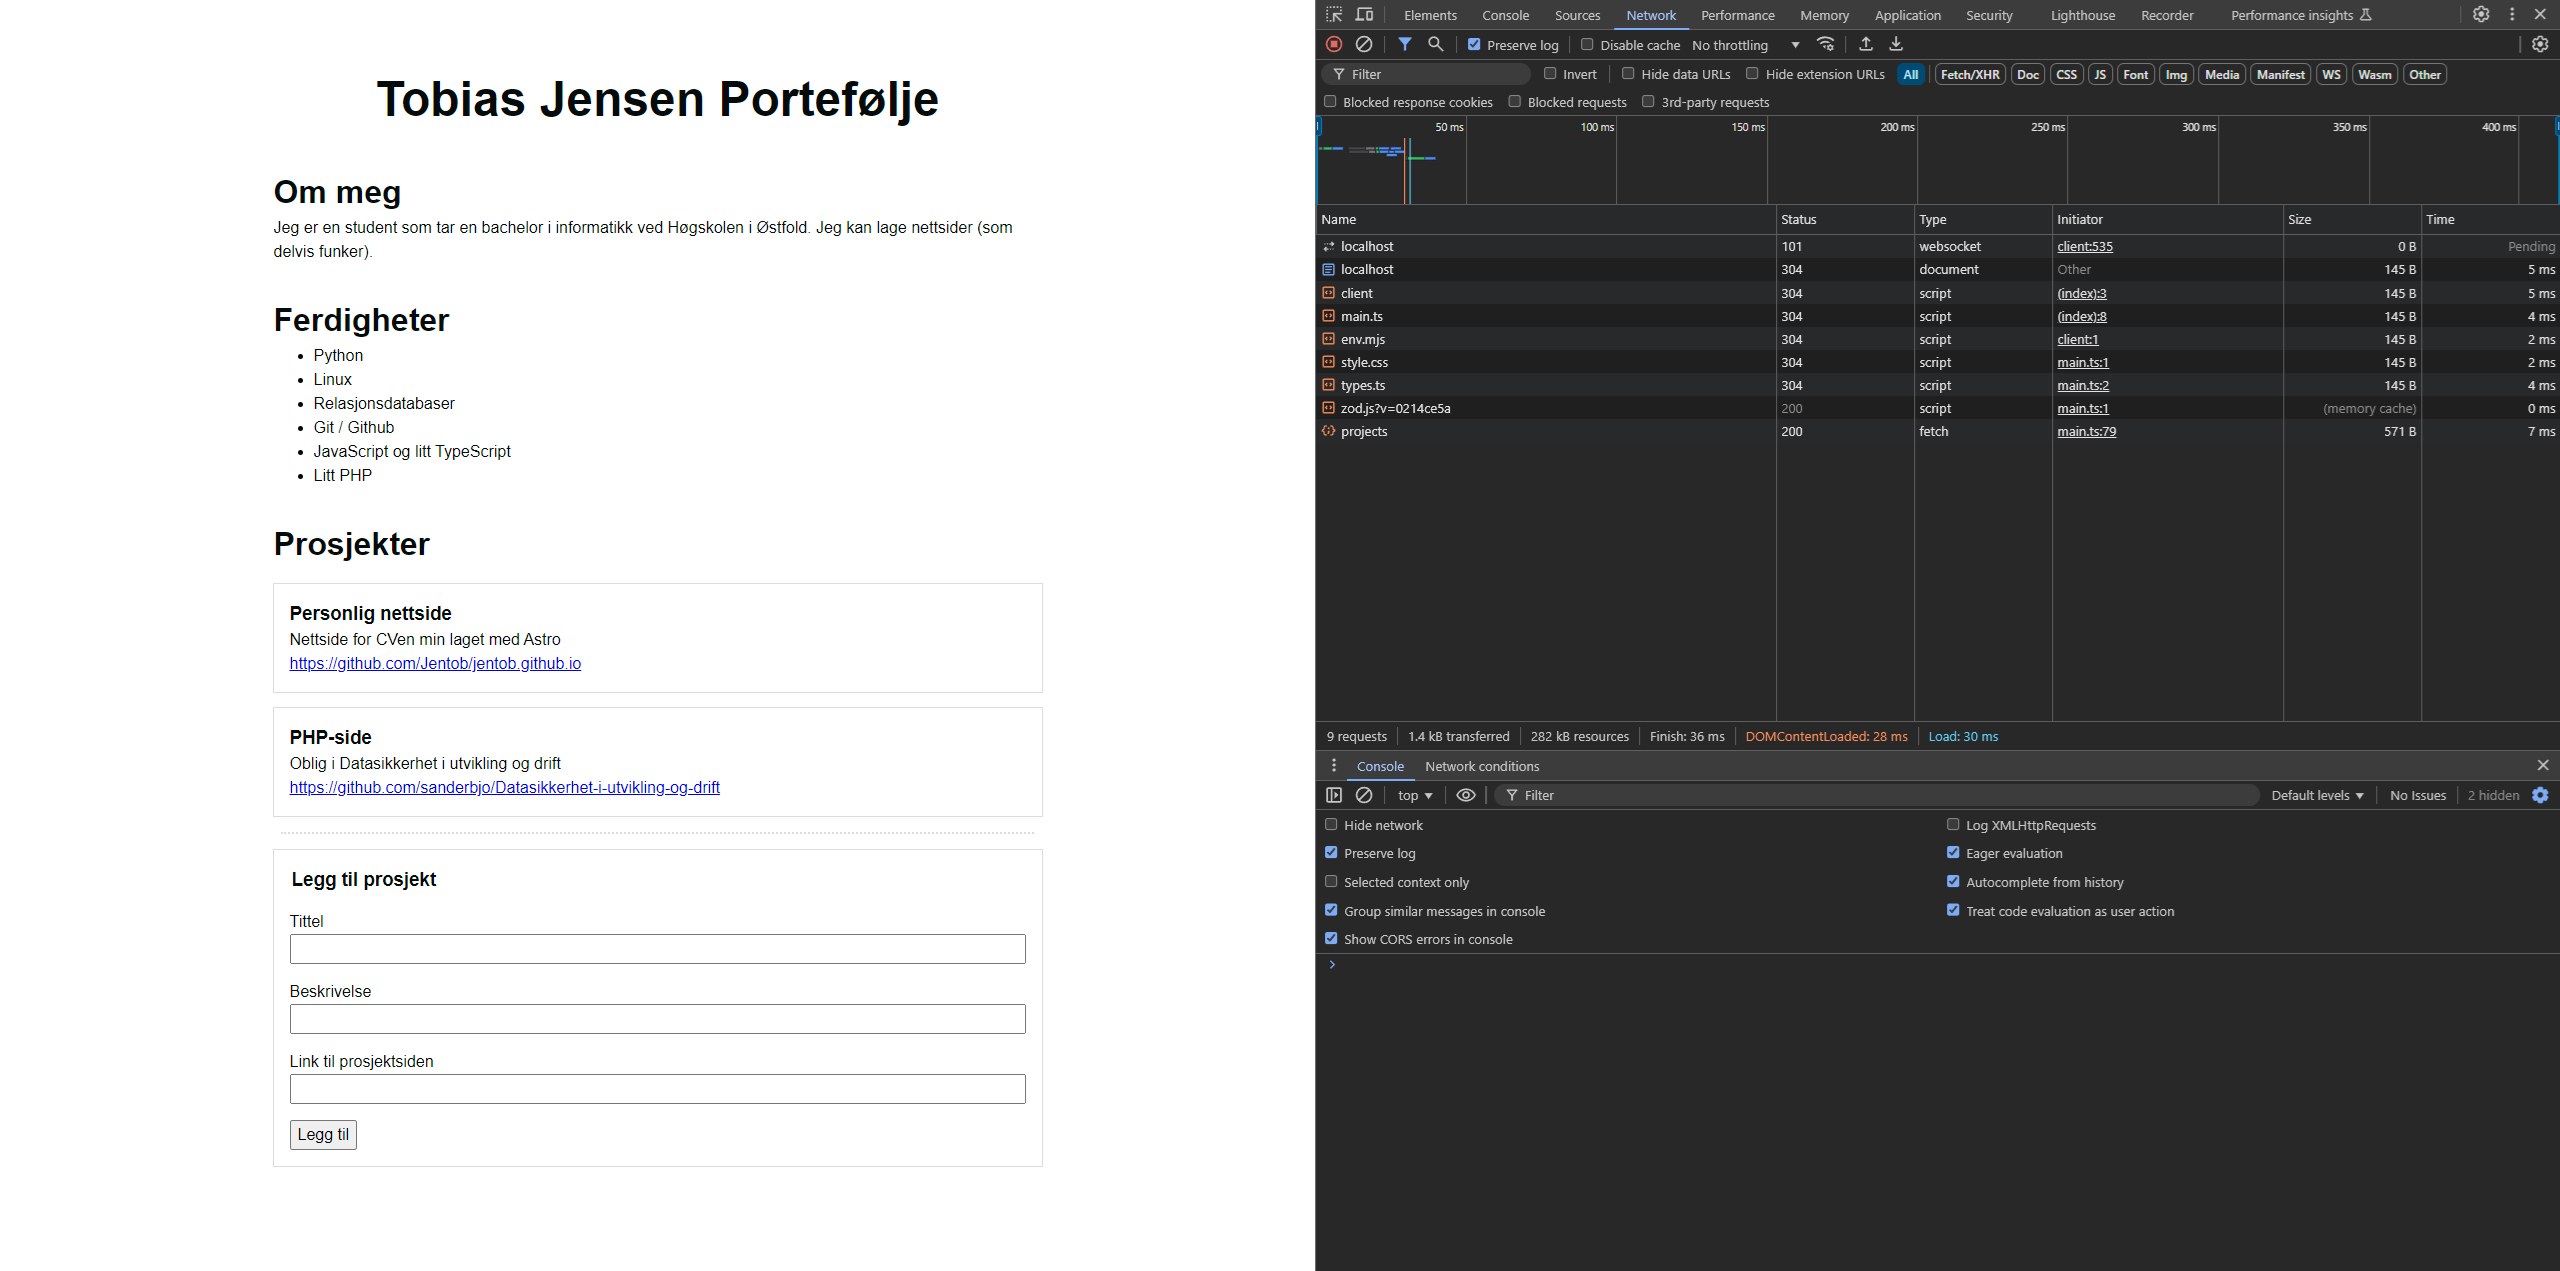 Tobias Jensen Portefølje
Om meg
Jeg er en student som tar en bachelor i informatikk ved Høgskolen i Østfold. Jeg kan lage nettsider (som
delvis funker).
Ferdigheter
Python
Linux
Relasjonsdatabaser
Git / Github
JavaScript og litt TypeScript
Litt PHP
Prosjekter
Personlig nettside
Nettside for CVen min laget med Astro
https://github.com/Jentob/jentob.github.io
PHP-side
Oblig i Datasikkerhet i utvikling og drift
https://github.com/sanderbjo/Datasikkerhet-i-utvikling-og-drift
Legg til prosjekt
Tittel
Beskrivelse
Link til prosjektsiden
Legg til
Elements Console Sources Network Performance Memory Application Security Lighthouse Recorder Performance insights
Preserve log Disable cache No throttling
Filter Invert Hide data URLs Hide extension URLs All Fetch/XHR Doc CSS JS Font Img Media Manifest WS Wasm Other
Blocked response cookies Blocked requests 3rd-party requests
50 ms 100 ms 150 ms 200 ms 250 ms 300 ms 350 ms 400 ms
Name Status Type Initiator Size Time
localhost 101 websocket client:535 0 B Pending
localhost 304 document Other 145 B 5 ms
client 304 script (index):3 145 B 5 ms
main.ts 304 script (index):8 145 B 4 ms
env.mjs 304 script client:1 145 B 2 ms
style.css 304 script main.ts:1 145 B 2 ms
types.ts 304 script main.ts:2 145 B 4 ms
zod.js?v=0214ce5a 200 script main.ts:1 (memory cache) 0 ms
projects 200 fetch main.ts:79 571 B 7 ms
9 requests 1.4 kB transferred 282 kB resources Finish: 36 ms DOMContentLoaded: 28 ms Load: 30 ms
Console Network conditions
top Filter Default levels No Issues 2 hidden
Hide network Log XMLHttpRequests
Preserve log Eager evaluation
Selected context only Autocomplete from history
Group similar messages in console Treat code evaluation as user action
Show CORS errors in console